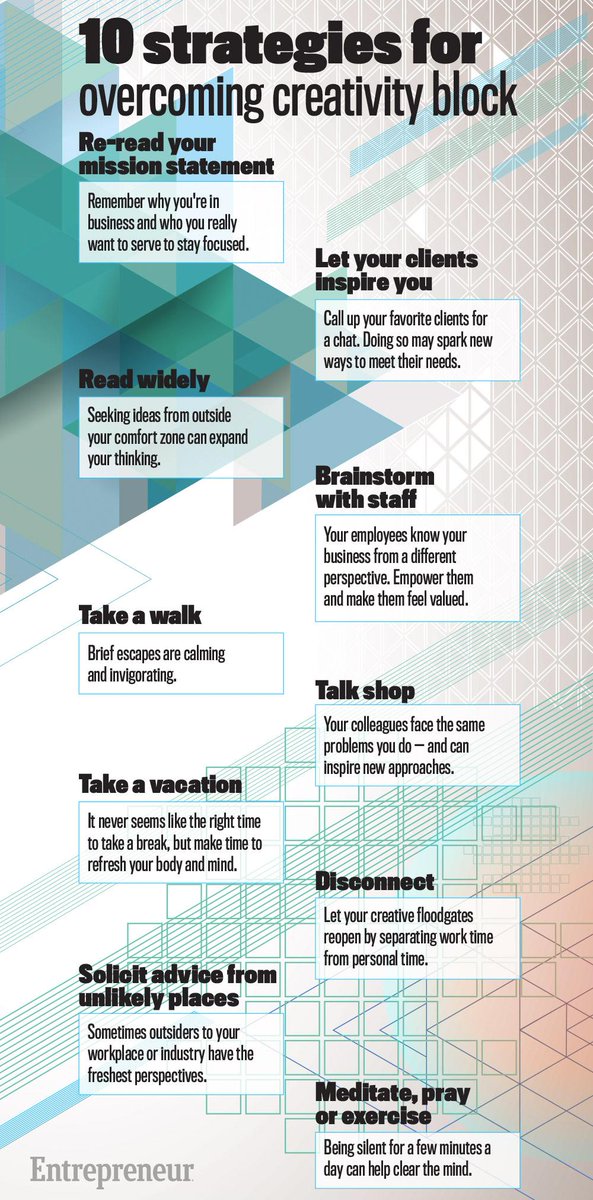 10 strategies for
overcoming creativity block
Re-read your
mission statement
Remember why you're in
business and who you really
want to serve to stay focused.
Let your clients
inspire you
Call up your favorite clients for
a chat. Doing so may spark new
ways to meet their needs.
Read widely
Seeking ideas from outside
your comfort zone can expand
your thinking.
Brainstorm
with staff
Your employees know your
business from a different
perspective. Empower them
and make them feel valued.
Take a walk
Brief escapes are calming
and invigorating.
Talk shop
Your colleagues face the same
problems you do – and can
inspire new approaches.
Take a vacation
It never seems like the right time
to take a break, but make time to
refresh your body and mind.
Disconnect
Let your creative floodgates
reopen by separating work time
from personal time.
Solicit advice from
unlikely places
Sometimes outsiders to your
workplace or industry have the
freshest perspectives.
Meditate, pray
or exercise
Being silent for a few minutes a
day can help clear the mind.
Entrepreneur